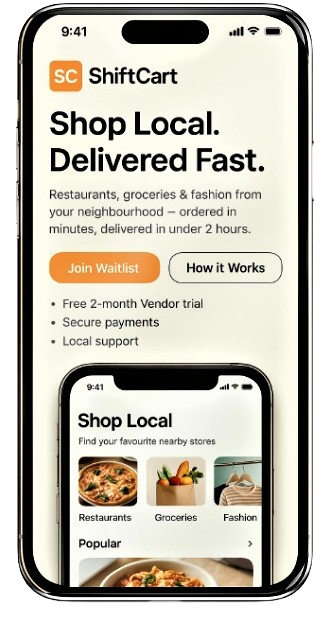 9:41
SC ShiftCart
Shop Local.
Delivered Fast.
Restaurants, groceries & fashion from
your neighbourhood – ordered in
minutes, delivered in under 2 hours.
Join Waitlist
How it Works
• Free 2-month Vendor trial
• Secure payments
• Local support
9:41
Shop Local
Find your favourite nearby stores
Restaurants Groceries Fashion
Popular >